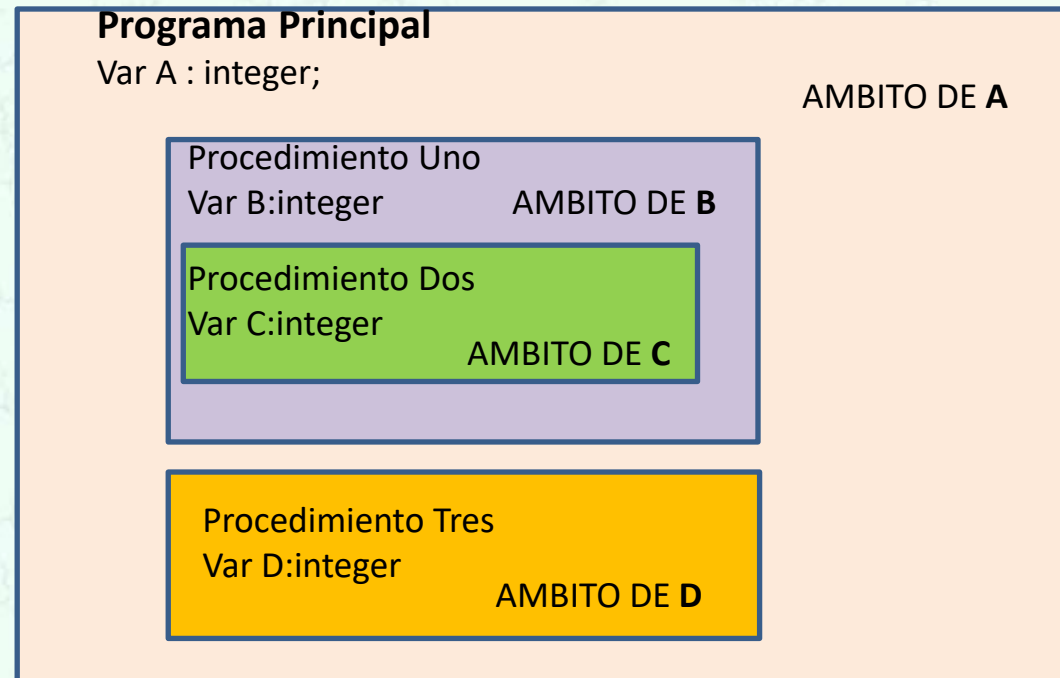 Programa Principal
Var A : integer;
AMBITO DE A
Procedimiento Uno
Var B:integer AMBITO DE B
Procedimiento Dos
Var C:integer
AMBITO DE C
Procedimiento Tres
Var D:integer
AMBITO DE D